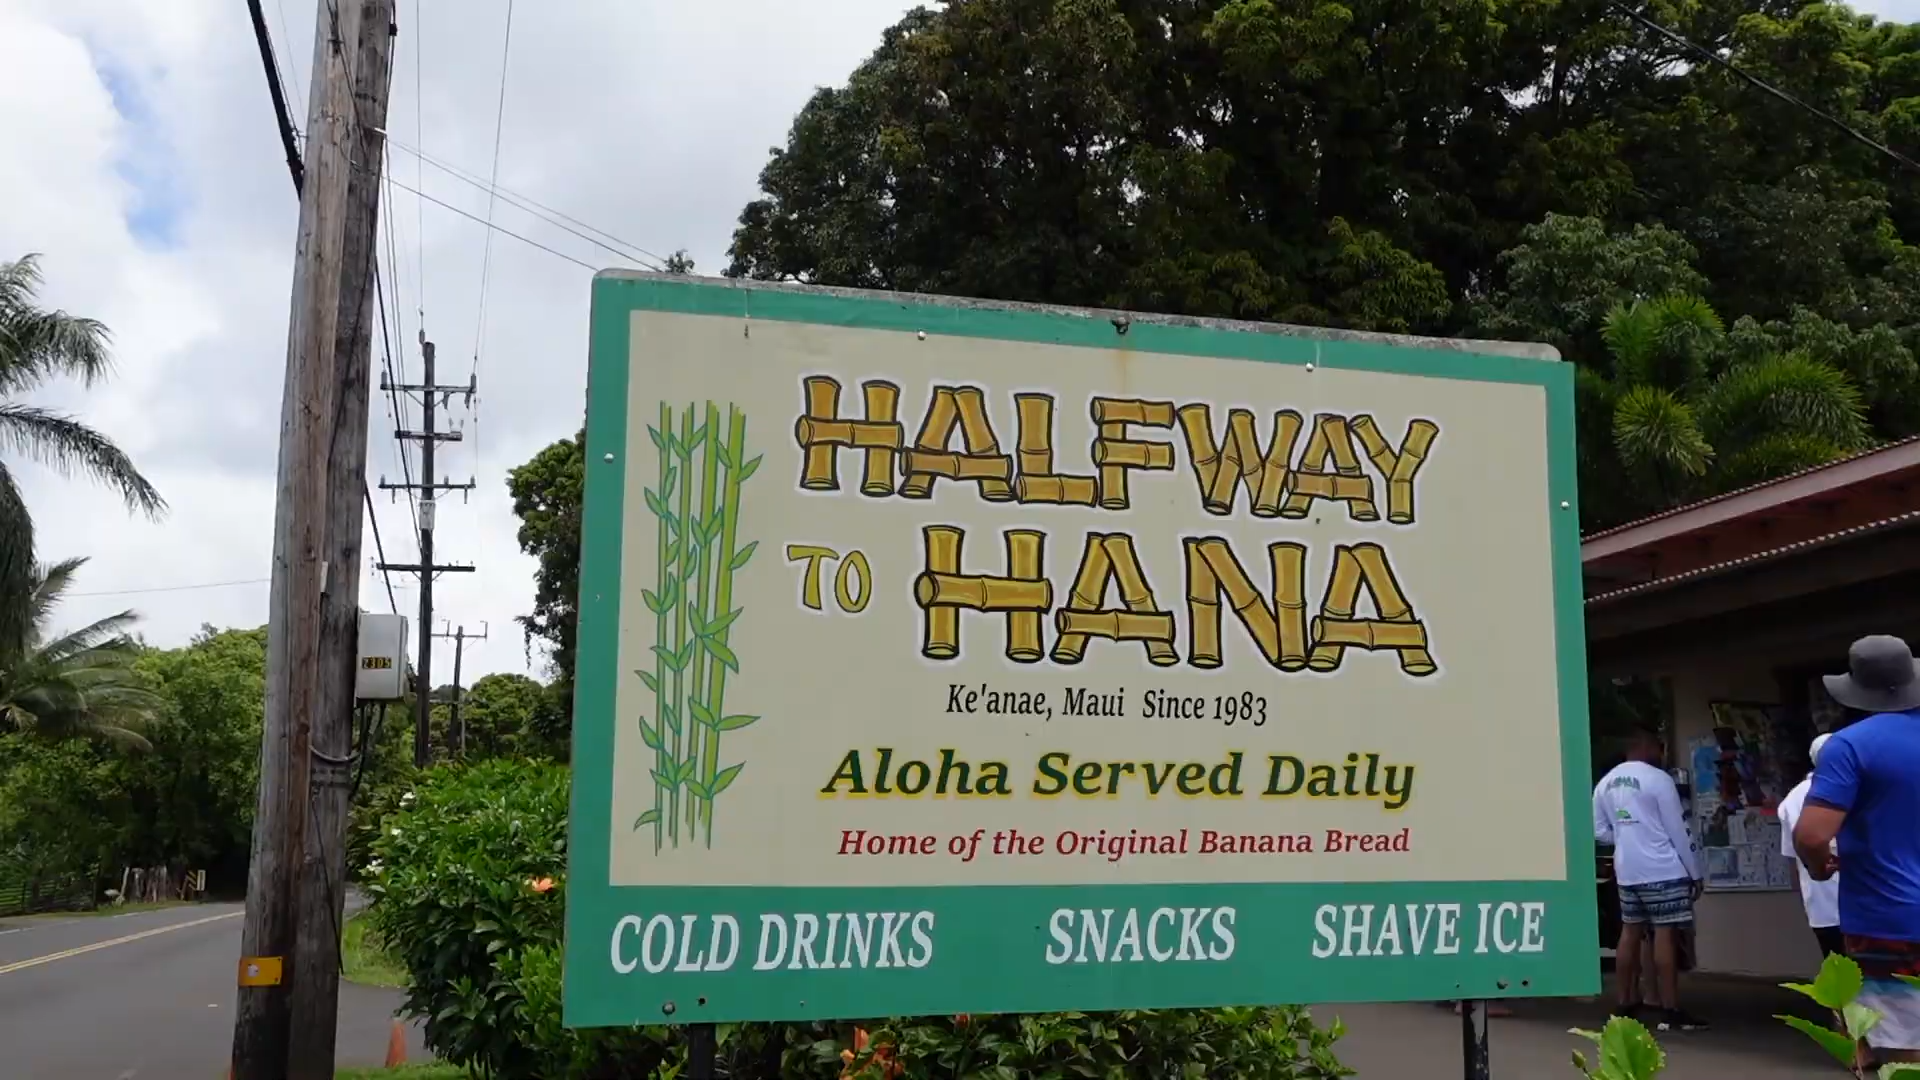 HALFWAY
TO HANA
Ke'anae, Maui Since 1983
Aloha Served Daily
Home of the Original Banana Bread
COLD DRINKS SNACKS SHAVE ICE
2305